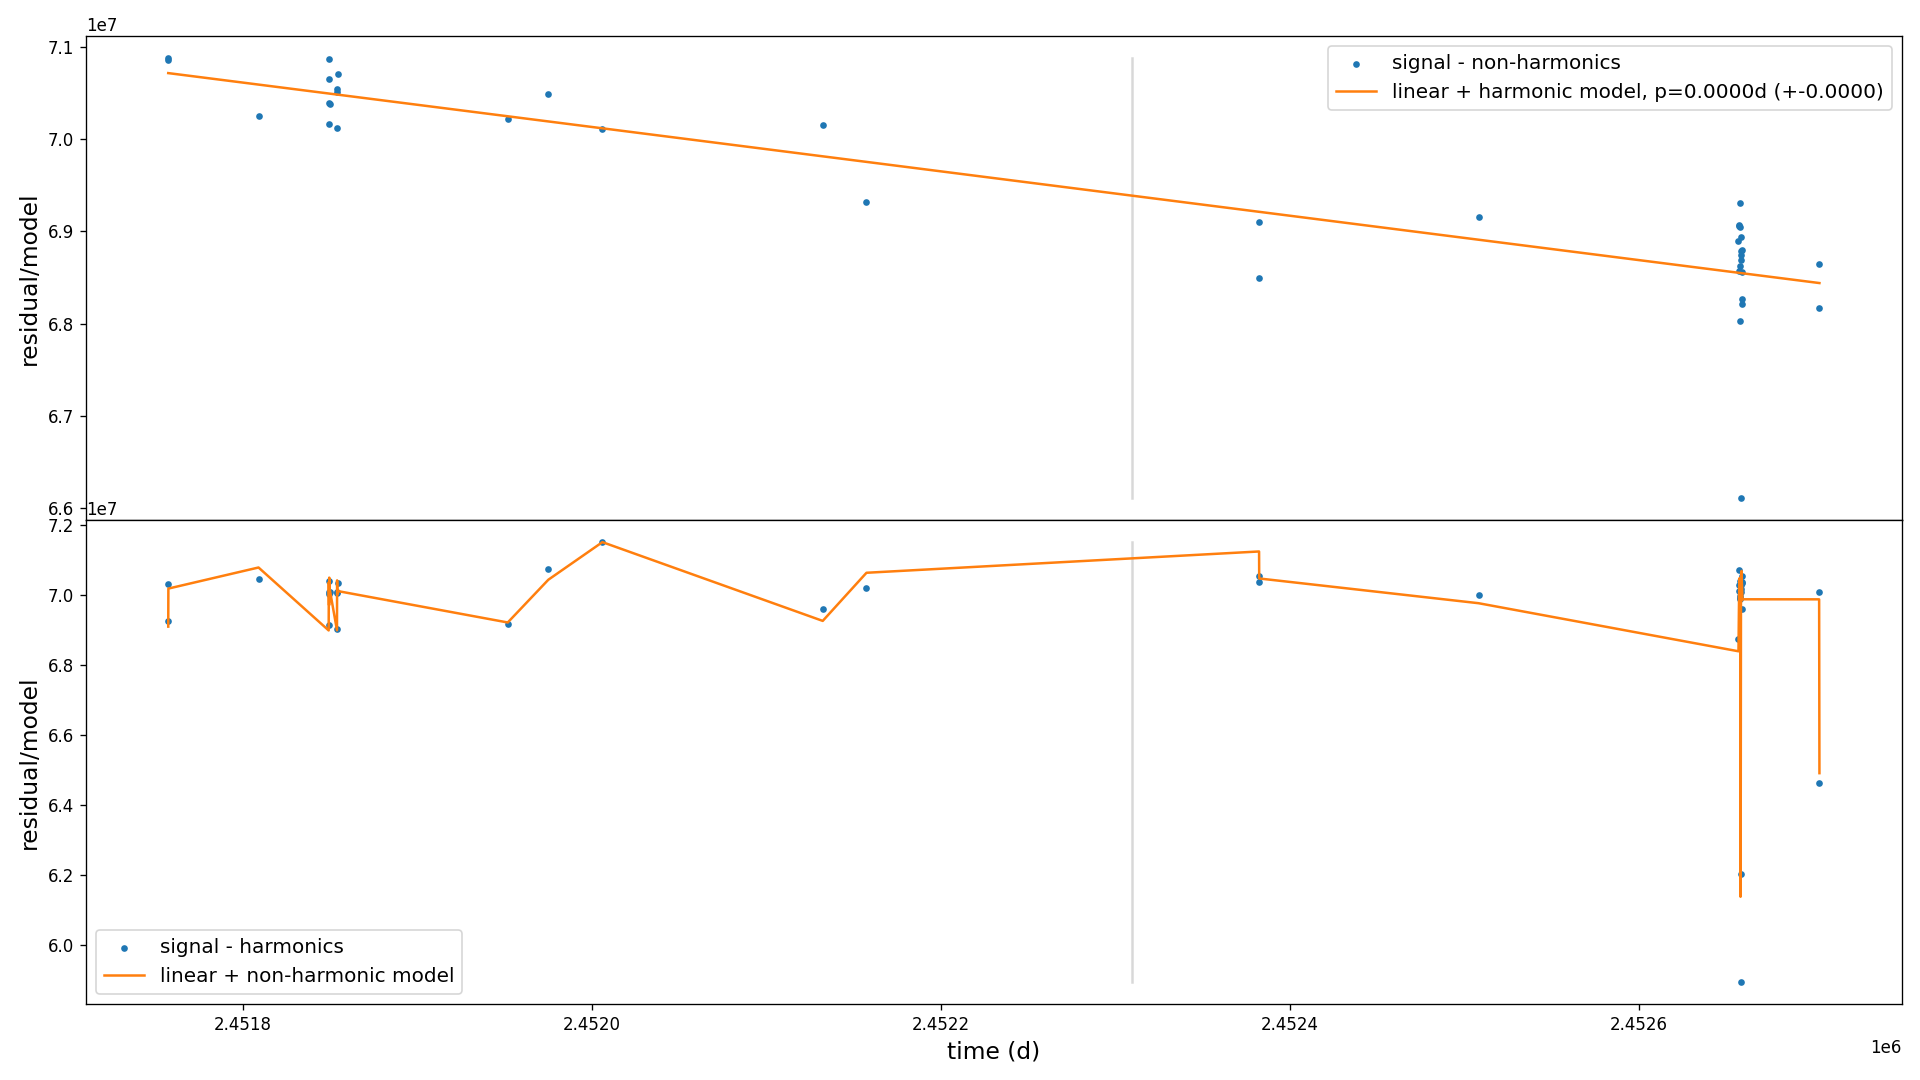 1e7
7.1
7.0
6.9
6.8
6.7
6.6
residual/model
signal - non-harmonics
linear + harmonic model, p=0.0000d (+-0.0000)
1e7
7.2
7.0
6.8
6.6
6.4
6.2
6.0
residual/model
signal - harmonics
linear + non-harmonic model
2.4518 2.4520 2.4522 2.4524 2.4526
time (d)
1e6